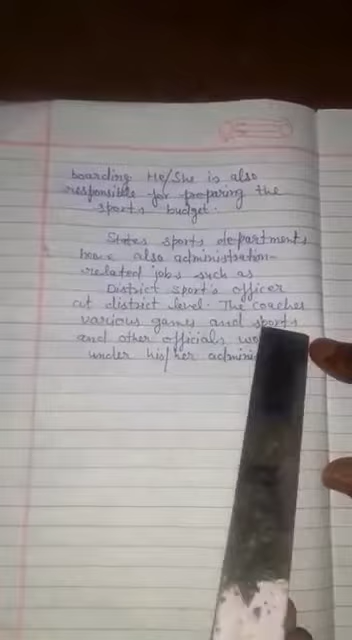 boarding He/She is also
responsible for preparing the
sports budget.
States sports departments
have also administration-
related jobs such as
District sport's officer
at district level. The coaches
various games and sports
and other officials
under his/her